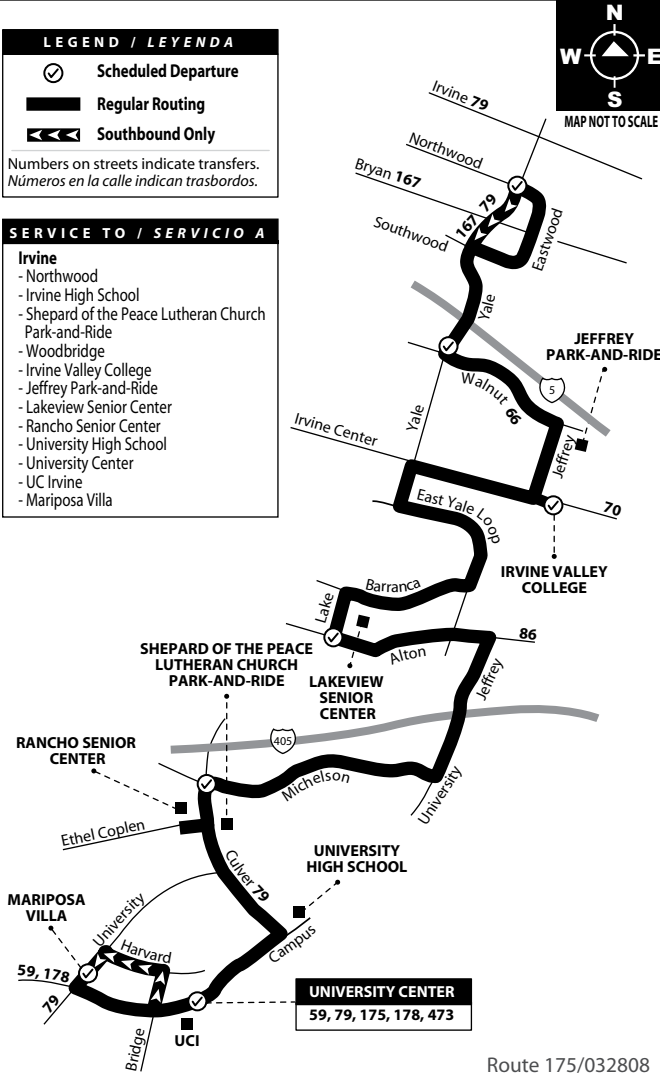 N
W E
S
MAP NOT TO SCALE
LEGEND / LEYENDA
Scheduled Departure
Regular Routing
Southbound Only
Numbers on streets indicate transfers.
Números en la calle indican trasbordos.
SERVICE TO / SERVICIO A
Irvine
- Northwood
- Irvine High School
- Shepard of the Peace Lutheran Church
Park-and-Ride
- Woodbridge
- Irvine Valley College
- Jeffrey Park-and-Ride
- Lakeview Senior Center
- Rancho Senior Center
- University High School
- University Center
- UC Irvine
- Mariposa Villa
Irvine 79
Northwood
Bryan 167
167 79
Southwood
Eastwood
Yale
JEFFREY
PARK-AND-RIDE
5
Walnut 66
Yale
Jeffrey
Irvine Center
70
East Yale Loop
IRVINE VALLEY
COLLEGE
Barranca
Lake
86
Alton
Jeffrey
SHEPARD OF THE PEACE
LUTHERAN CHURCH
PARK-AND-RIDE
LAKEVIEW
SENIOR
CENTER
405
RANCHO SENIOR
CENTER
Michelson
University
Ethel Coplen
Culver 79
UNIVERSITY
HIGH SCHOOL
MARIPOSA
VILLA
University
Harvard
Campus
59, 178
79
UNIVERSITY CENTER
59, 79, 175, 178, 473
UCI
Bridge
Route 175/032808